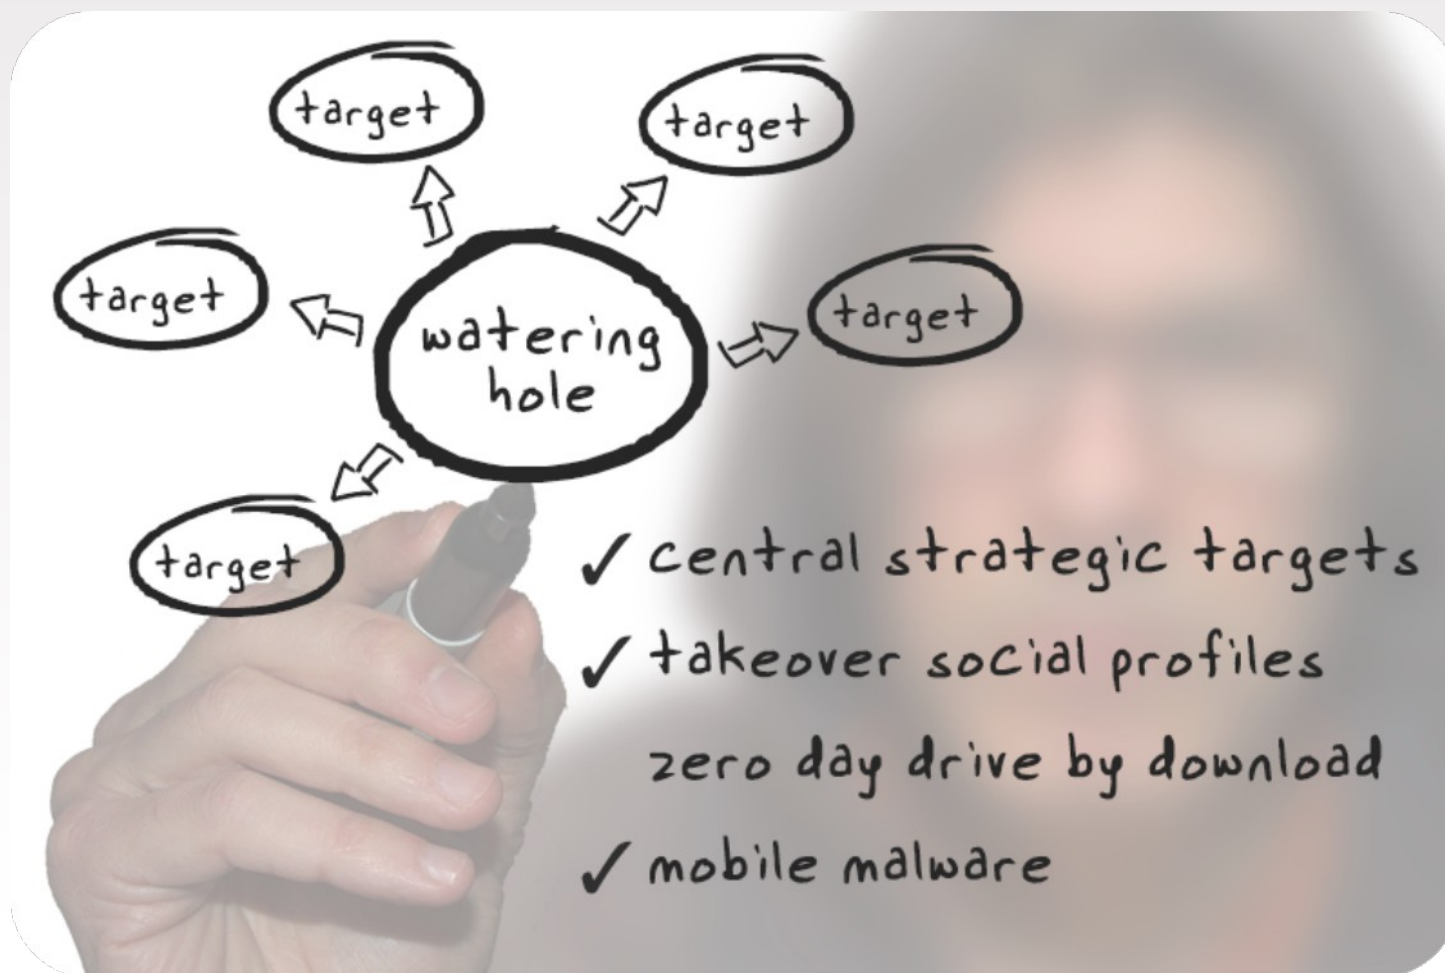 target
target
target
target
watering
hole
target
✓ central strategic targets
✓ takeover social profiles
zero day drive by download
✓ mobile malware